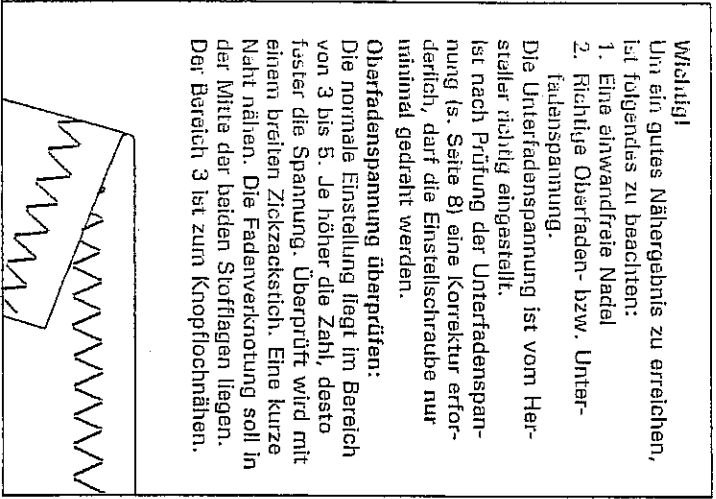 Wichtig!
Um ein gutes Nähergebnis zu erreichen,
ist folgendes zu beachten:
1. Eine einwandfreie Nadel
2. Richtige Oberfaden- bzw. Unter-
fadenspannung.
Die Unterfadenspannung ist vom Her-
steller richtig eingestellt.
Ist nach Prüfung der Unterfadenspan-
nung (s. Seite 8) eine Korrektur erfor-
derlich, darf die Einstellschraube nur
minimal gedreht werden.
Oberfadenspannung überprüfen:
Die normale Einstellung liegt im Bereich
von 3 bis 5. Je höher die Zahl, desto
fester die Spannung. Überprüft wird mit
einem breiten Zickzackstich. Eine kurze
Naht nähen. Die Fadenverknotung soll in
der Mitte der beiden Stofflagen liegen.
Der Bereich 3 ist zum Knopflochnähen.